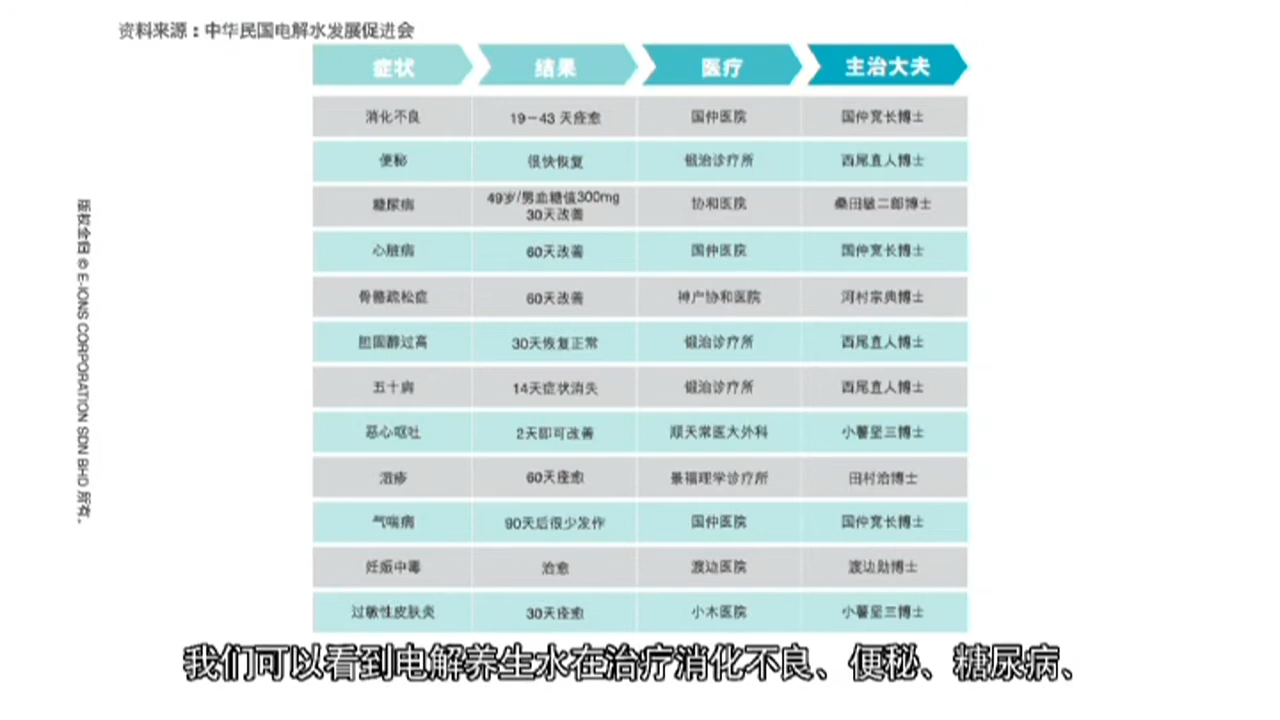 资料来源：中华民国电解水发展促进会
症状 结果 医疗 主治大夫
消化不良 19－43 天痊愈 国仲医院 国仲宽长博士
便秘 很快恢复 锻治诊疗所 西尾直人博士
糖尿病 49岁/男血糖值300mg 30天改善 协和医院 桑田敏二郎博士
心脏病 60天改善 国仲医院 国仲宽长博士
骨骼疏松症 60天改善 神户协和医院 河村宗典博士
胆固醇过高 30天恢复正常 锻治诊疗所 西尾直人博士
五十肩 14天症状消失 锻治诊疗所 西尾直人博士
恶心呕吐 2天即可改善 顺天常医大外科 小馨坚三博士
湿疹 60天痊愈 景福理学诊疗所 田村治博士
气喘病 90天后很少发作 国仲医院 国仲宽长博士
妊娠中毒 治愈 渡边医院 渡边勋博士
过敏性皮肤炎 30天痊愈 小木医院 小馨坚三博士
版权全归 © E-IONS CORPORATION SDN BHD 所有。
我们可以看到电解养生水在治疗消化不良、便秘、糖尿病、